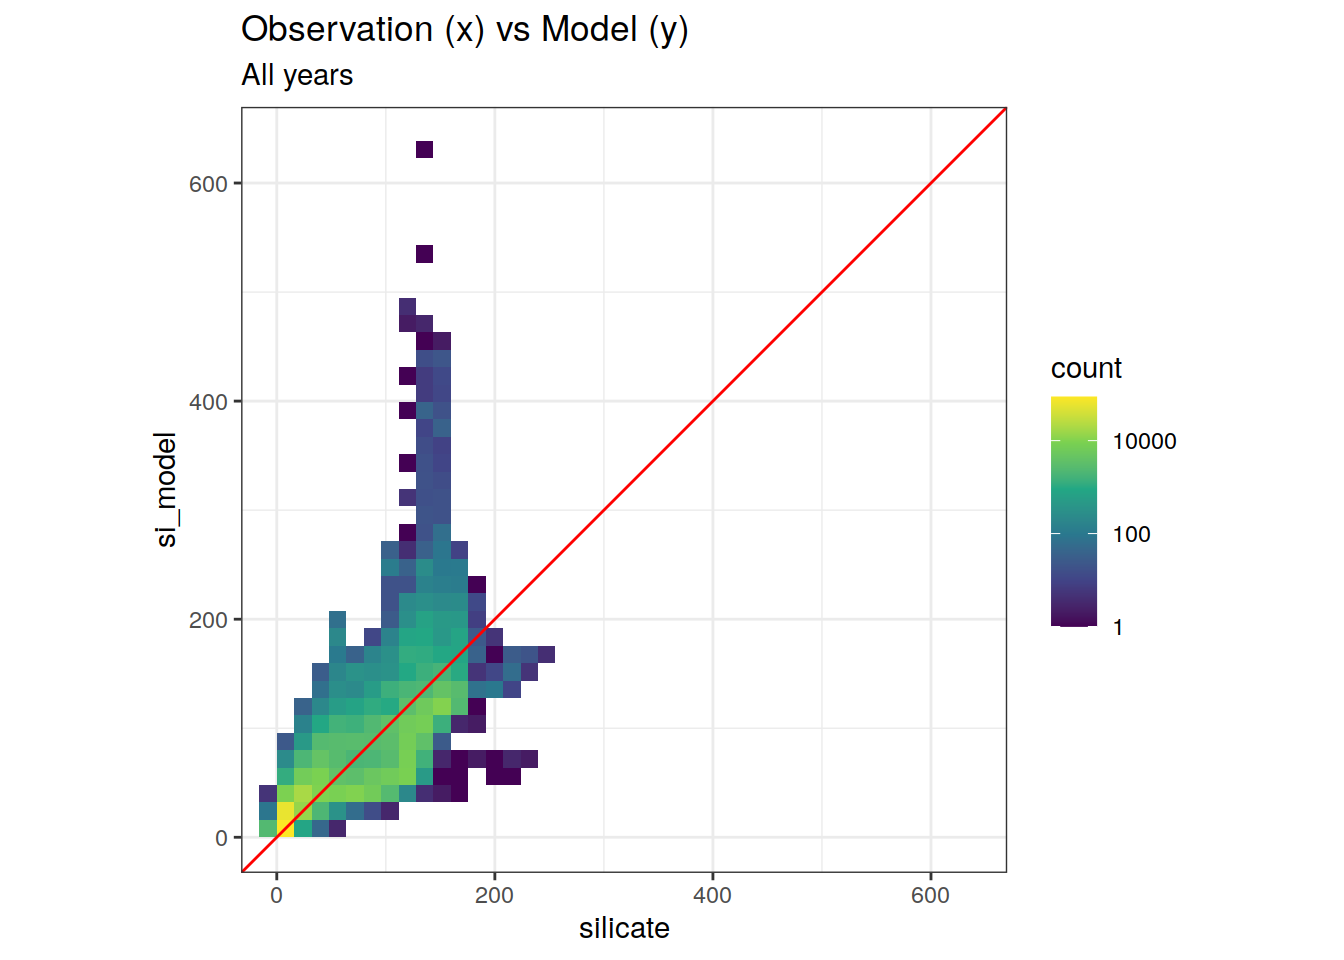 Observation (x) vs Model (y)
All years
600
400
200
0
si_model
0 200 400 600
silicate
count
10000
100
1